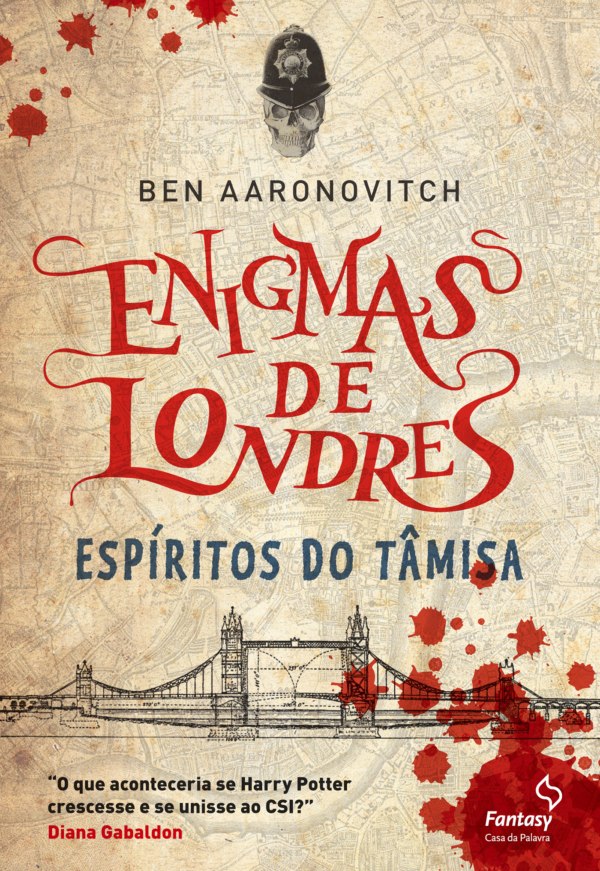 BEN AARONOVITCH
ENIGMAS
DE
LONDRES
ESPÍRITOS DO TÂMISA
“O que aconteceria se Harry Potter
crescesse e se unisse ao CSI?”
Diana Gabaldon
Fantasy
Casa da Palavra